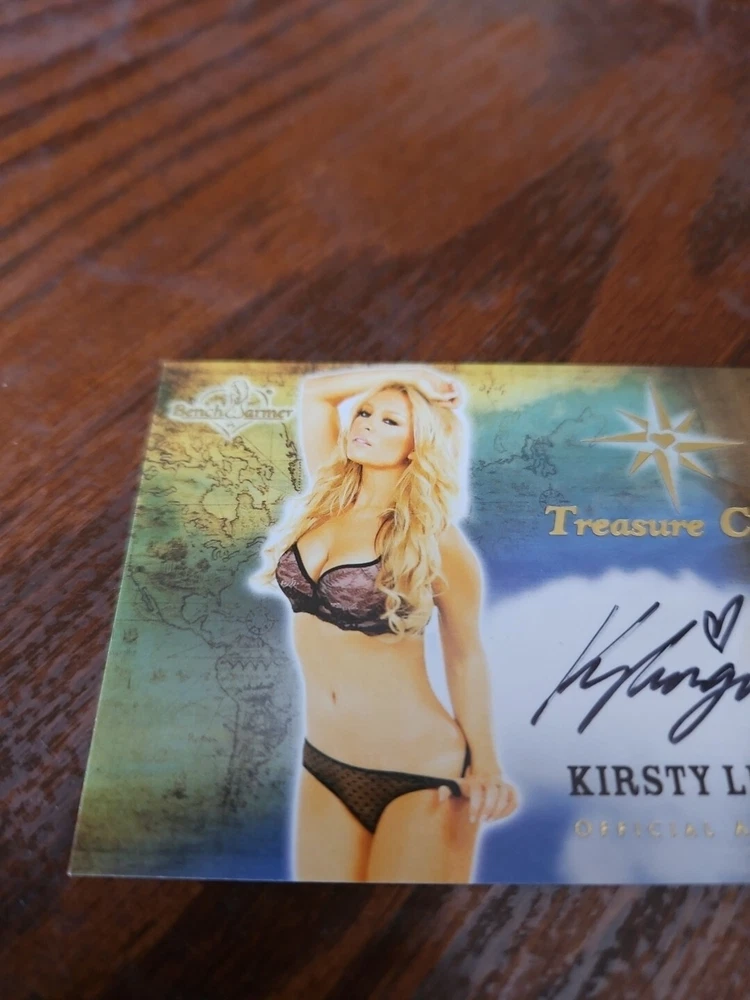 BenchWarmer
Treasure C
KIRSTY L
OFFICIAL